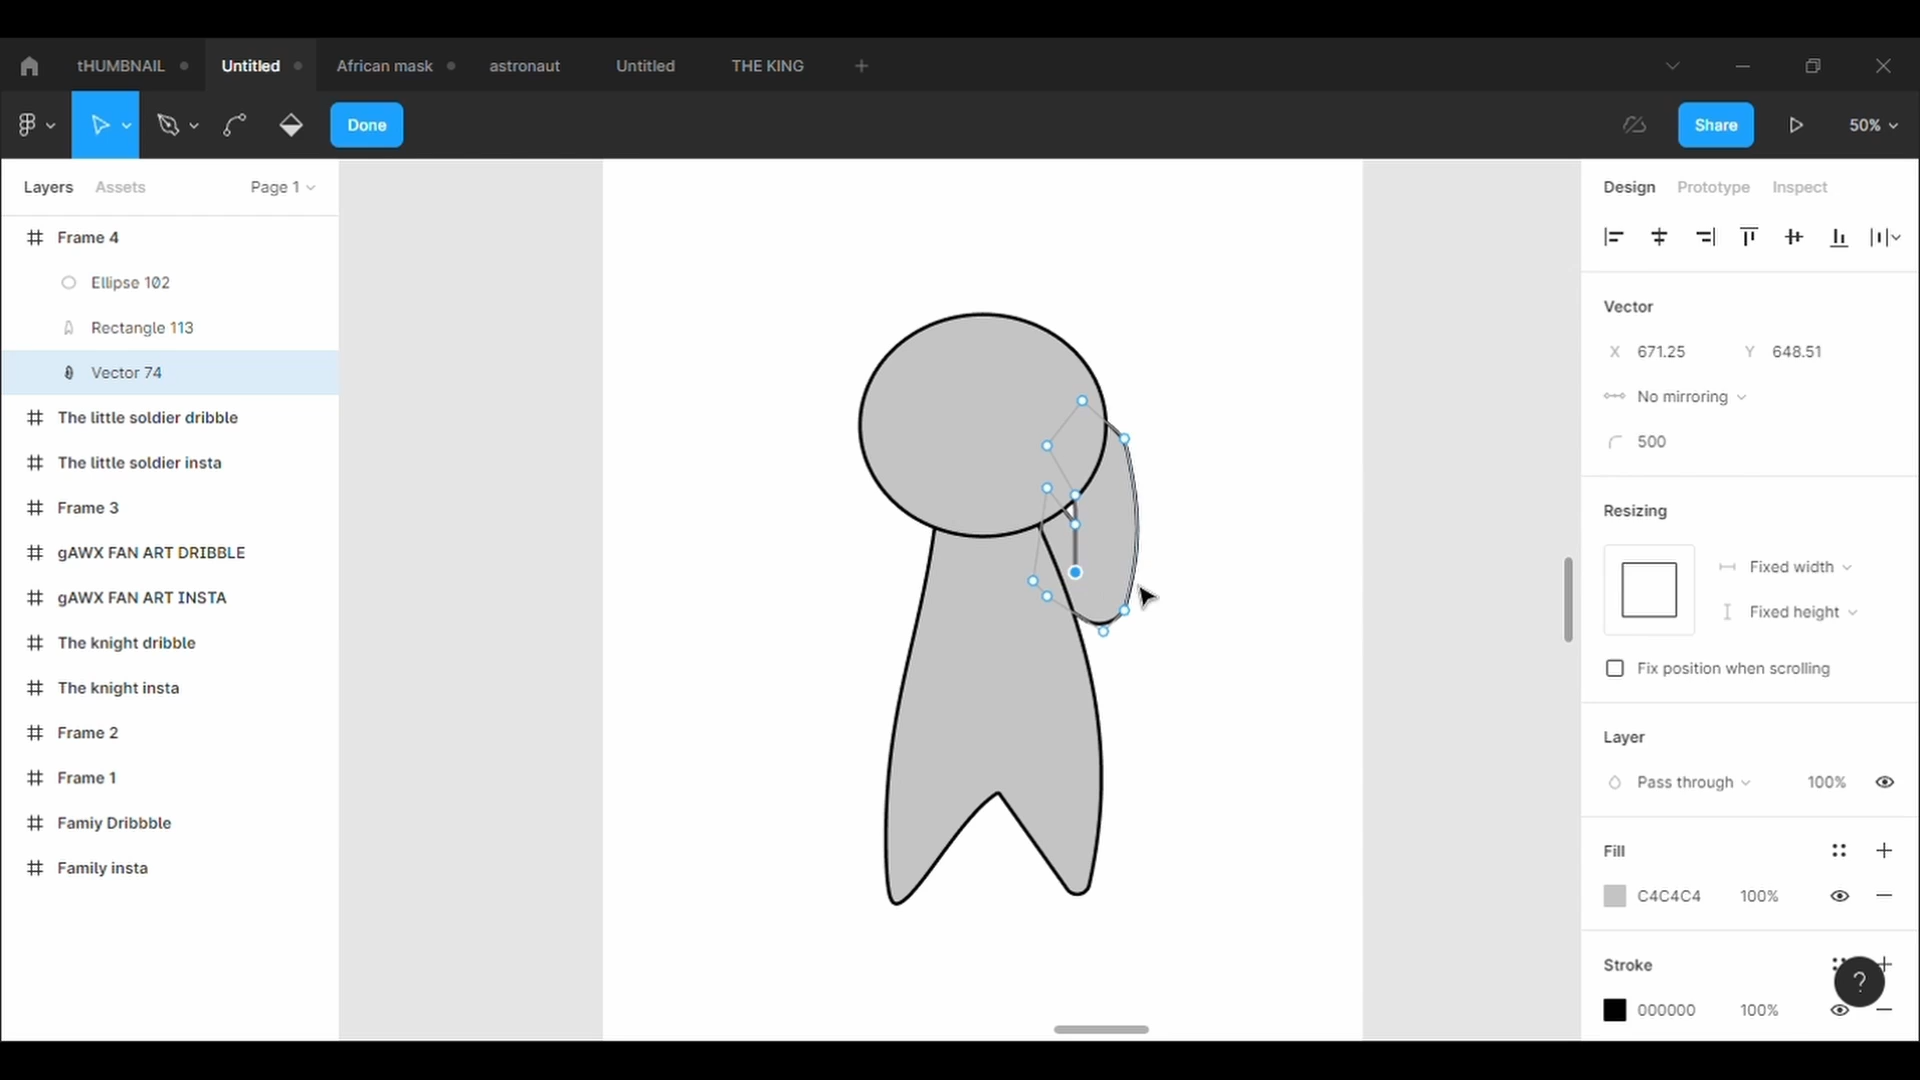 tHUMBNAIL Untitled African mask astronaut Untitled THE KING
Done Share 50%
Layers Assets Page 1
Frame 4
Ellipse 102
Rectangle 113
Vector 74
The little soldier dribble
The little soldier insta
Frame 3
gAWX FAN ART DRIBBLE
gAWX FAN ART INSTA
The knight dribble
The knight insta
Frame 2
Frame 1
Famiy Dribbble
Family insta
Design Prototype Inspect
Vector
X 671.25 Y 648.51
No mirroring
500
Resizing
Fixed width
Fixed height
Fix position when scrolling
Layer
Pass through 100%
Fill
C4C4C4 100%
Stroke
?
000000 100%